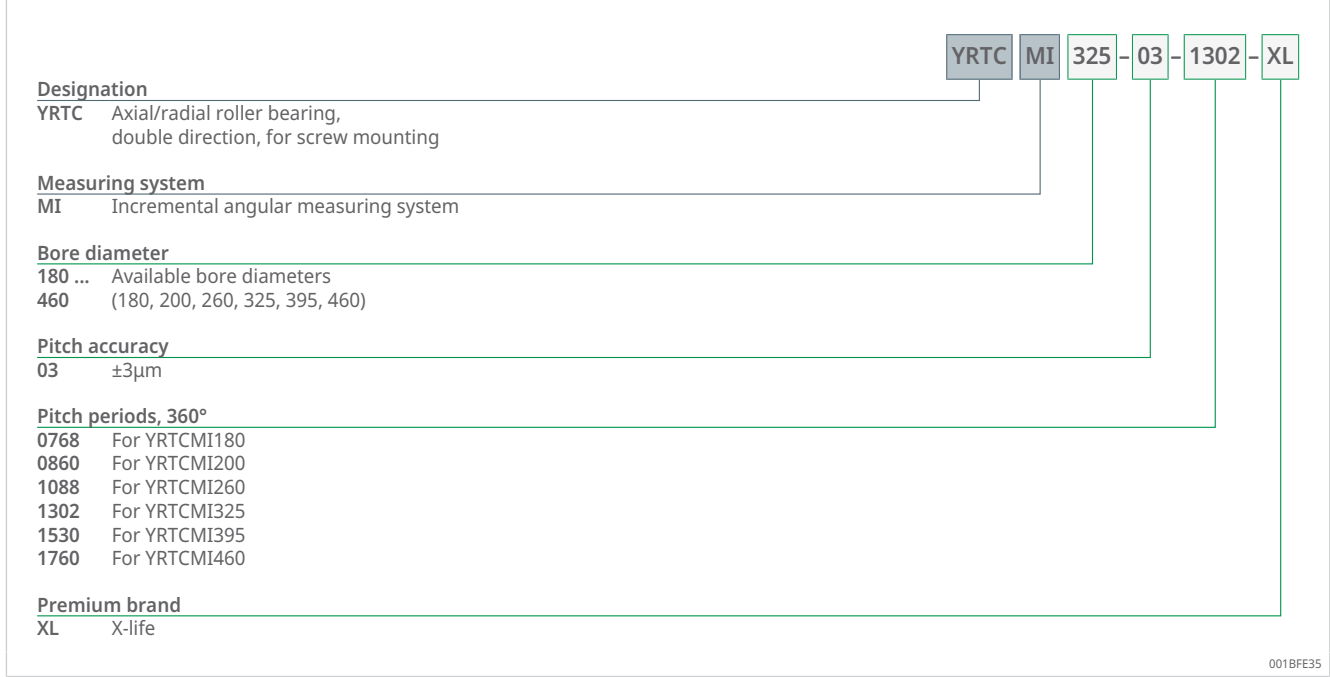 YRTC MI 325 – 03 – 1302 – XL
Designation
YRTC Axial/radial roller bearing,
double direction, for screw mounting
Measuring system
MI Incremental angular measuring system
Bore diameter
180 ... Available bore diameters
460 (180, 200, 260, 325, 395, 460)
Pitch accuracy
03 ±3μm
Pitch periods, 360°
0768 For YRTCMI180
0860 For YRTCMI200
1088 For YRTCMI260
1302 For YRTCMI325
1530 For YRTCMI395
1760 For YRTCMI460
Premium brand
XL X-life
001BFE35